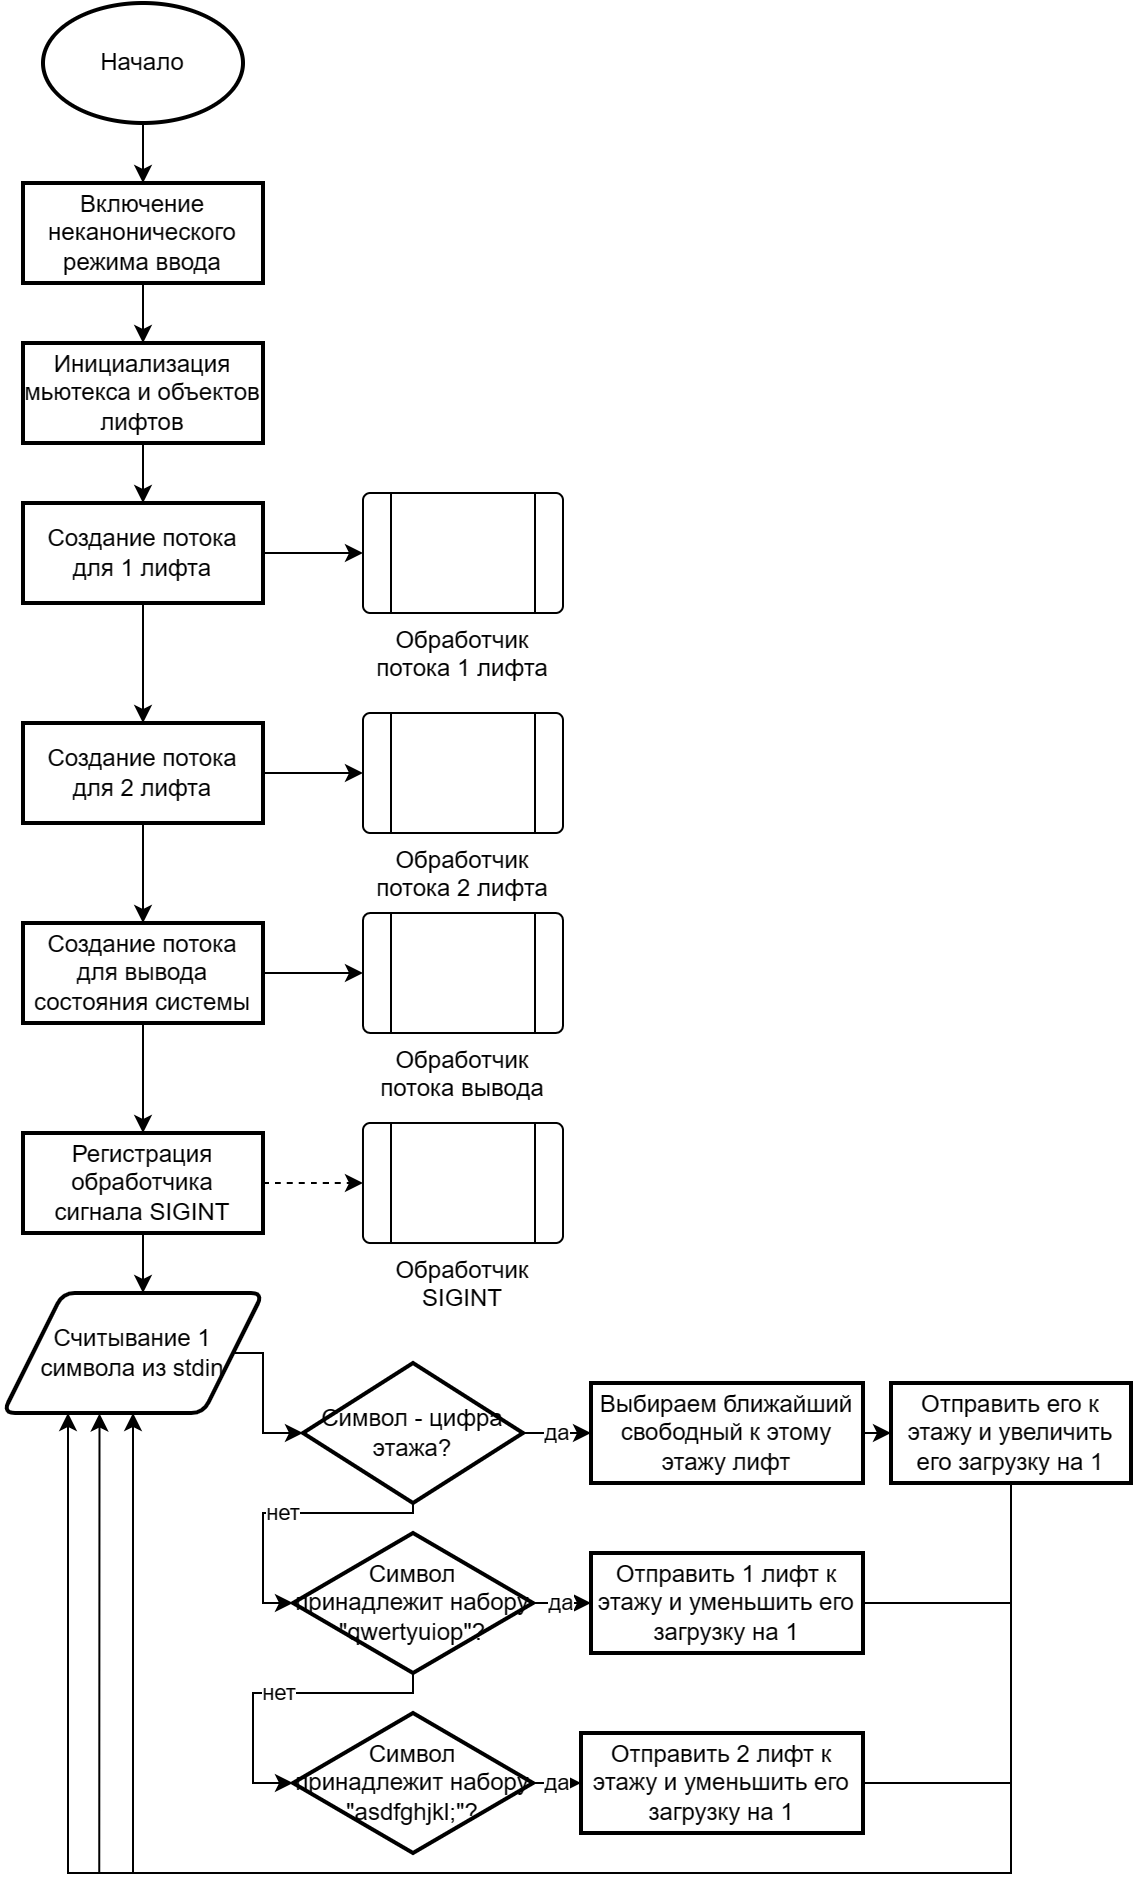 Начало
Включение
неканонического
режима ввода
Инициализация
мьютекса и объектов
лифтов
Создание потока
для 1 лифта
Обработчик
потока 1 лифта
Создание потока
для 2 лифта
Обработчик
потока 2 лифта
Создание потока
для вывода
состояния системы
Обработчик
потока вывода
Регистрация
обработчика
сигнала SIGINT
Обработчик
SIGINT
Считывание 1
символа из stdin
Символ - цифра
этажа?
да
Выбираем ближайший
свободный к этому
этажу лифт
Отправить его к
этажу и увеличить
его загрузку на 1
нет
Символ
принадлежит набору
"qwertyuiop"?
да
Отправить 1 лифт к
этажу и уменьшить его
загрузку на 1
нет
Символ
принадлежит набору
"asdfghjkl;"?
да
Отправить 2 лифт к
этажу и уменьшить его
загрузку на 1